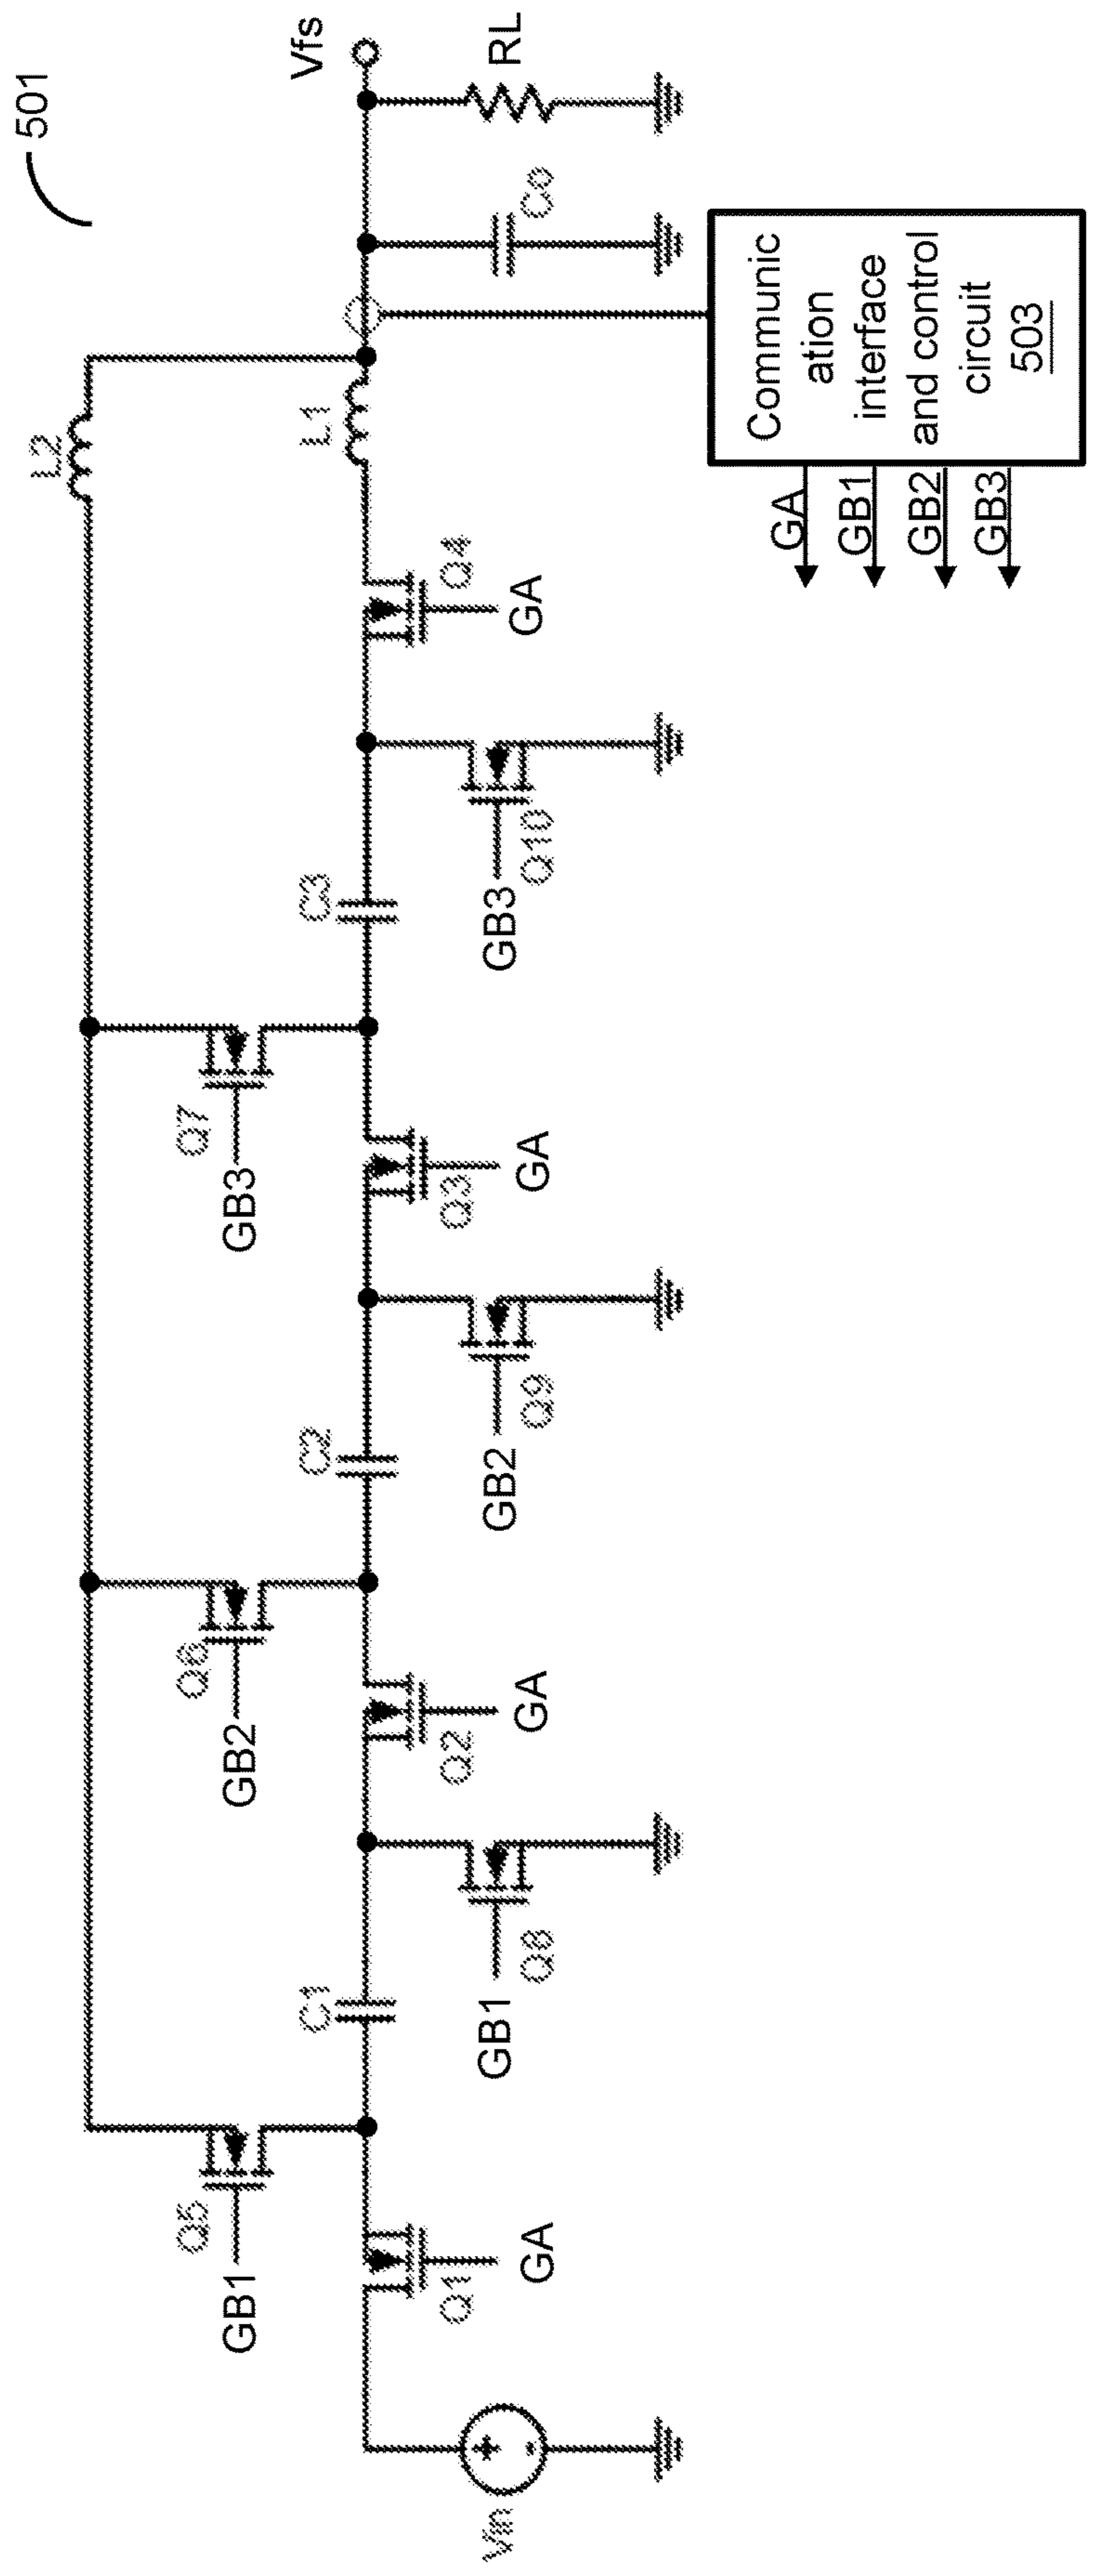 501
L2
Vfs
GB1
Q5
GB2
Q6
GB3
Q7
C1
C2
C3
L1
Vin
Q1
GA
GB1
Q8
Q2
GA
GB2
Q9
Q3
GA
GB3
Q10
Q4
GA
Co
RL
GA
GB1
GB2
GB3
Communic
ation
interface
and control
circuit
503
+
-